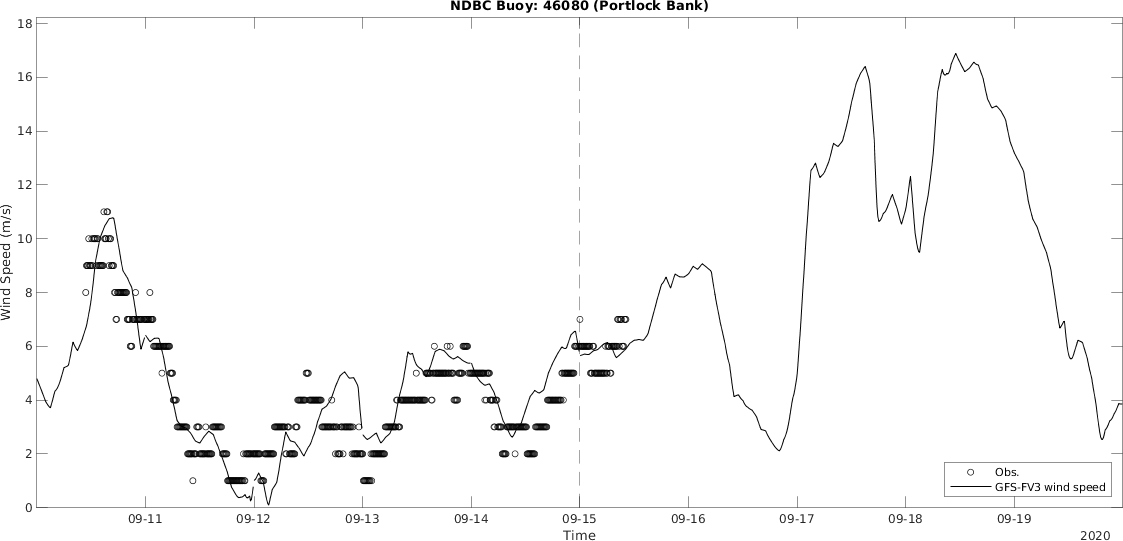 NDBC Buoy: 46080 (Portlock Bank)
18
16
14
12
10
8
6
4
2
0
Wind Speed (m/s)
09-11 09-12 09-13 09-14 09-15 09-16 09-17 09-18 09-19
Time
2020
Obs.
GFS-FV3 wind speed